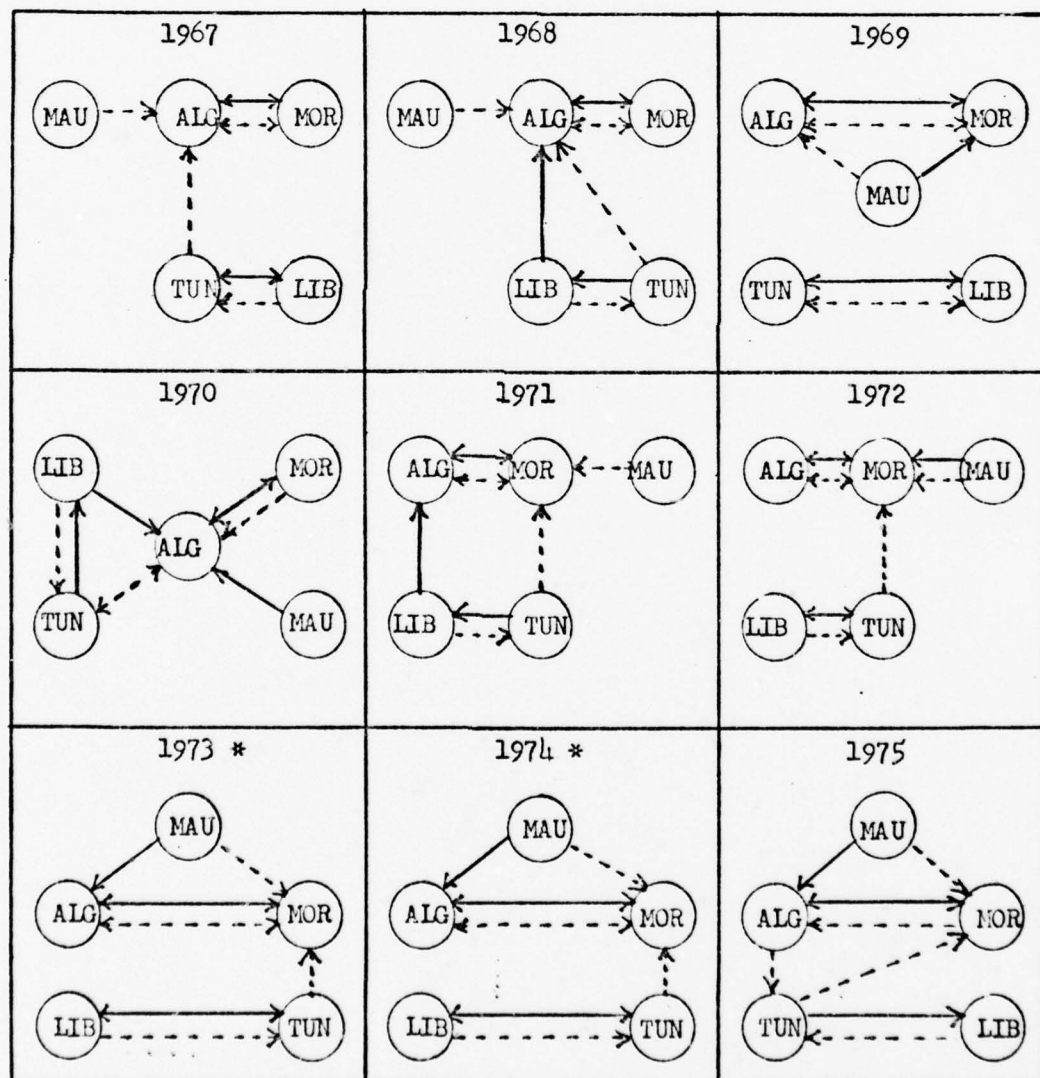 1967
1968
1969
MAU ALG MOR
MAU ALG MOR
ALG MOR
MAU
TUN LIB
LIB TUN
TUN LIB
1970
1971
1972
LIB MOR
ALG MOR MAU
ALG MOR MAU
ALG
TUN MAU
LIB TUN
LIB TUN
1973 *
1974 *
1975
MAU
MAU
MAU
ALG MOR
ALG MOR
ALG MOR
LIB TUN
LIB TUN
TUN LIB